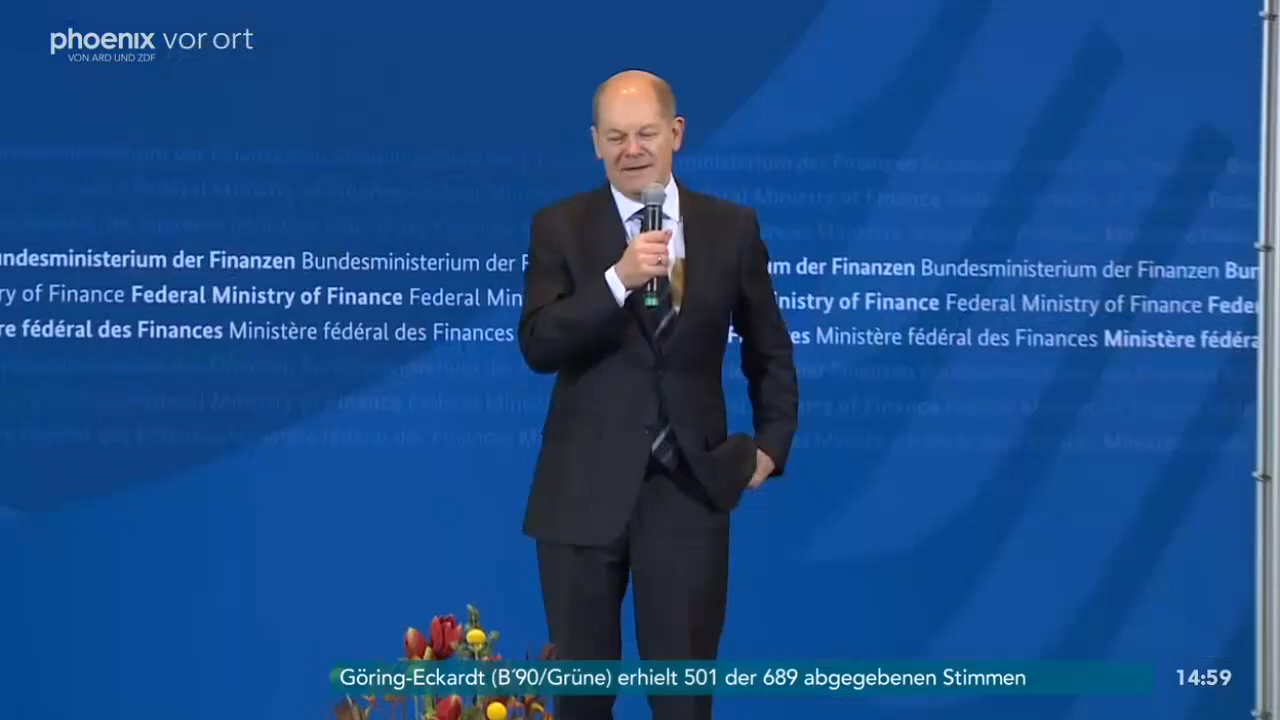 phoenix vor ort
VON ARD UND ZDF
Bundesministerium der Finanzen Bundesministerium der F
m der Finanzen Bundesministerium der Finanzen Bun
ry of Finance Federal Ministry of Finance Federal Min
inistry of Finance Federal Ministry of Finance Feder
re fédéral des Finances Ministère fédéral des Finances
es Ministère fédéral des Finances Ministère fédéra
Göring-Eckardt (B´90/Grüne) erhielt 501 der 689 abgegebenen Stimmen
14:59